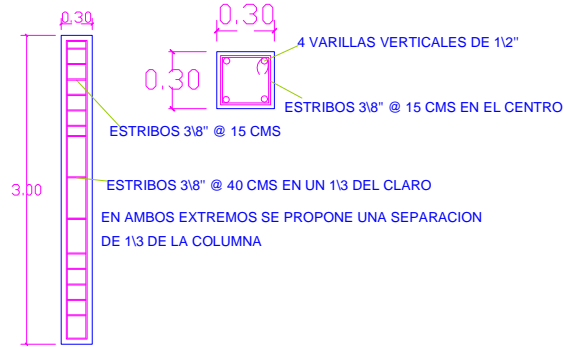 0.30
0.30
4 VARILLAS VERTICALES DE 1\2"
0.30
ESTRIBOS 3\8" @ 15 CMS EN EL CENTRO
ESTRIBOS 3\8" @ 15 CMS
3.00
ESTRIBOS 3\8" @ 40 CMS EN UN 1\3 DEL CLARO
EN AMBOS EXTREMOS SE PROPONE UNA SEPARACION
DE 1\3 DE LA COLUMNA